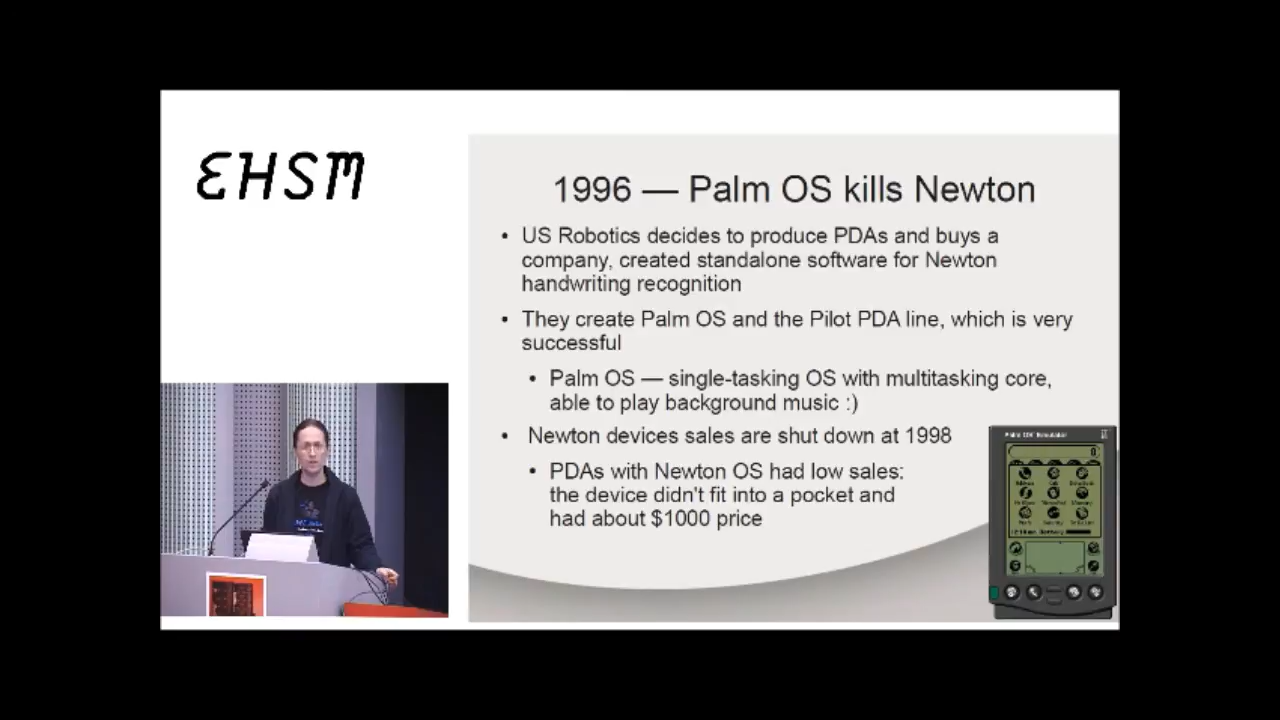 EHSM
1996 — Palm OS kills Newton
• US Robotics decides to produce PDAs and buys a
company, created standalone software for Newton
handwriting recognition
• They create Palm OS and the Pilot PDA line, which is very
successful
• Palm OS — single-tasking OS with multitasking core,
able to play background music :)
• Newton devices sales are shut down at 1998
• PDAs with Newton OS had low sales:
the device didn't fit into a pocket and
had about $1000 price
Palm OS Emulator